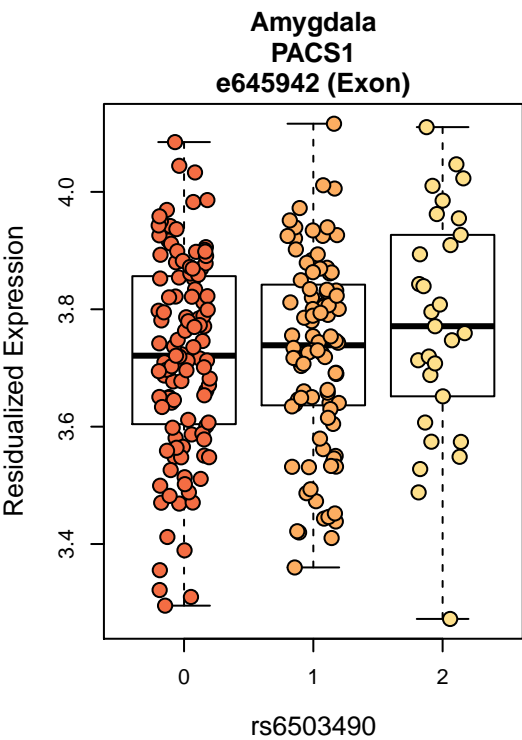 Amygdala
PACS1
e645942 (Exon)
Residualized Expression
4.0
3.8
3.6
3.4
0 1 2
rs6503490